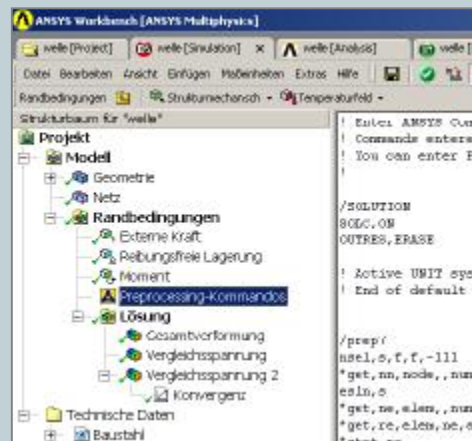 ANSYS Workbench [ANSYS Multiphysics]
welle [Project] welle [Simulation] x welle [Analysis] welle [
Datei Bearbeiten Ansicht Einfügen Maßeinheiten Extras Hilfe
Randbedingungen Strukturmechanisch Temperaturfeld
Strukturbaum für "welle"
Projekt
Modell
Geometrie
Netz
Randbedingungen
Externe Kraft
Reibungsfreie Lagerung
Moment
Preprocessing-Kommandos
Lösung
Gesamtverformung
Vergleichsspannung
Vergleichsspannung 2
Konvergenz
Technische Daten
Baustahl
! Enter ANSYS Com
! Commands entere
! You can enter P
!
/SOLUTION
SOLC,ON
OUTRES,ERASE
! Active UNIT sys
! End of default
/prep7
nsel,s,f,f,-111
*get,nn,node,,num
esln,s
*get,ne,elem,,num
*get,re,elem,ne,a